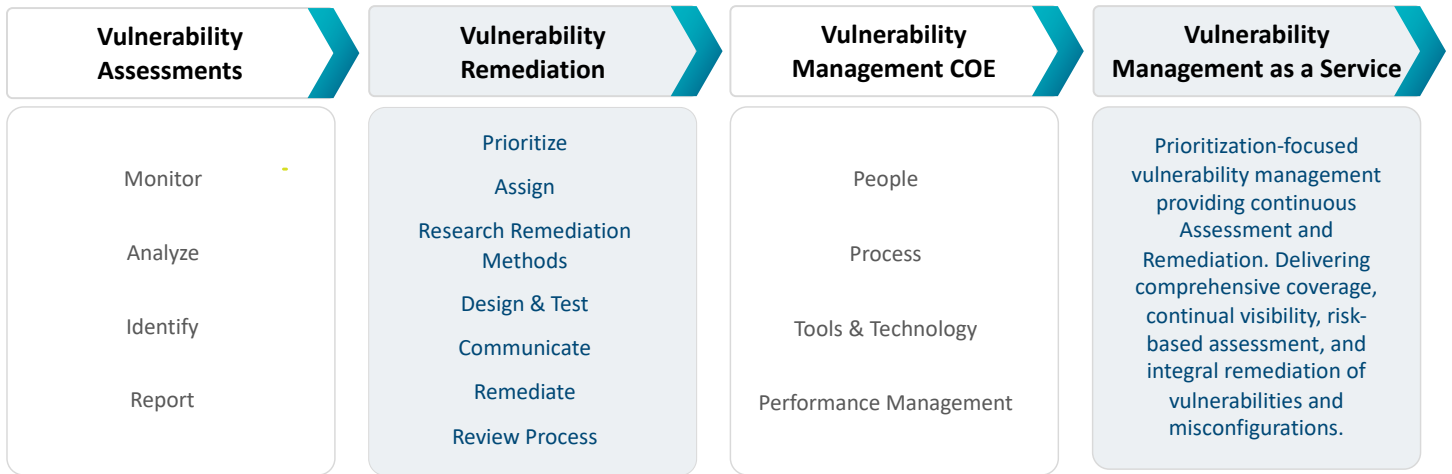 Vulnerability
Assessments
Vulnerability
Remediation
Vulnerability
Management COE
Vulnerability
Management as a Service
Monitor
Analyze
Identify
Report
Prioritize
Assign
Research Remediation
Methods
Design & Test
Communicate
Remediate
Review Process
People
Process
Tools & Technology
Performance Management
Prioritization-focused
vulnerability management
providing continuous
Assessment and
Remediation. Delivering
comprehensive coverage,
continual visibility, risk-
based assessment, and
integral remediation of
vulnerabilities and
misconfigurations.